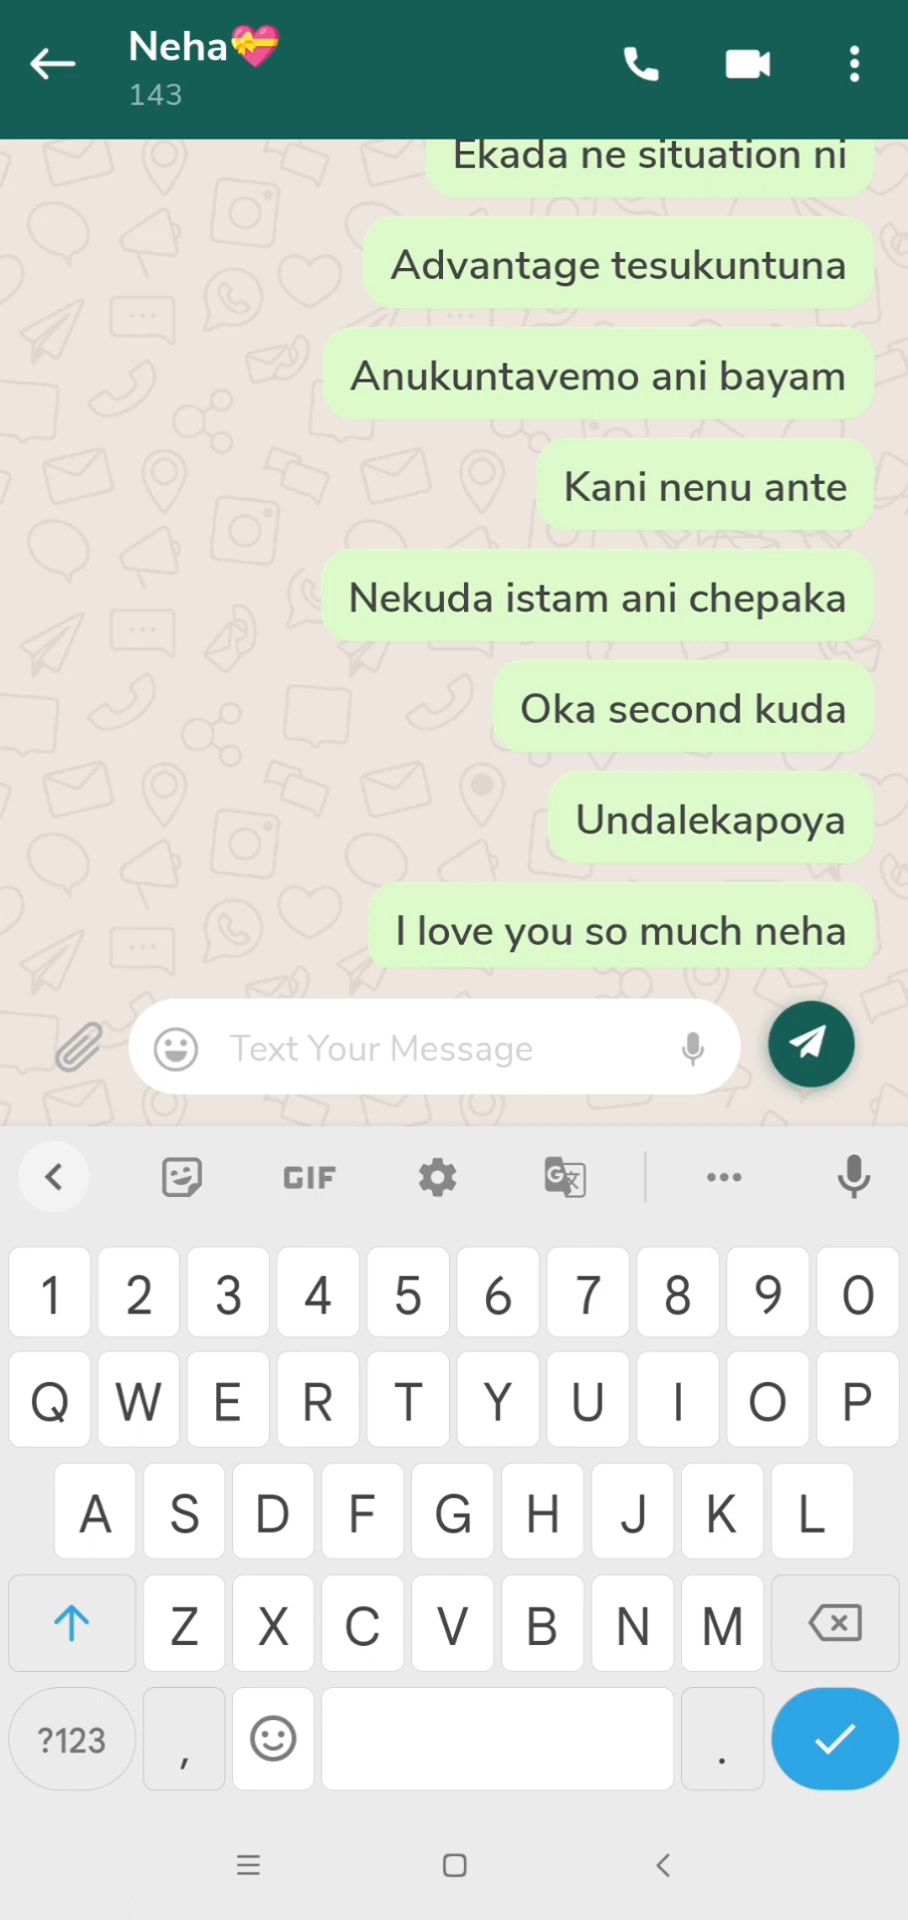 Neha💝
143
Ekada ne situation ni
Advantage tesukuntuna
Anukuntavemo ani bayam
Kani nenu ante
Nekuda istam ani chepaka
Oka second kuda
Undalekapoya
I love you so much neha
Text Your Message
GIF
1 2 3 4 5 6 7 8 9 0
Q W E R T Y U I O P
A S D F G H J K L
Z X C V B N M
?123 , .